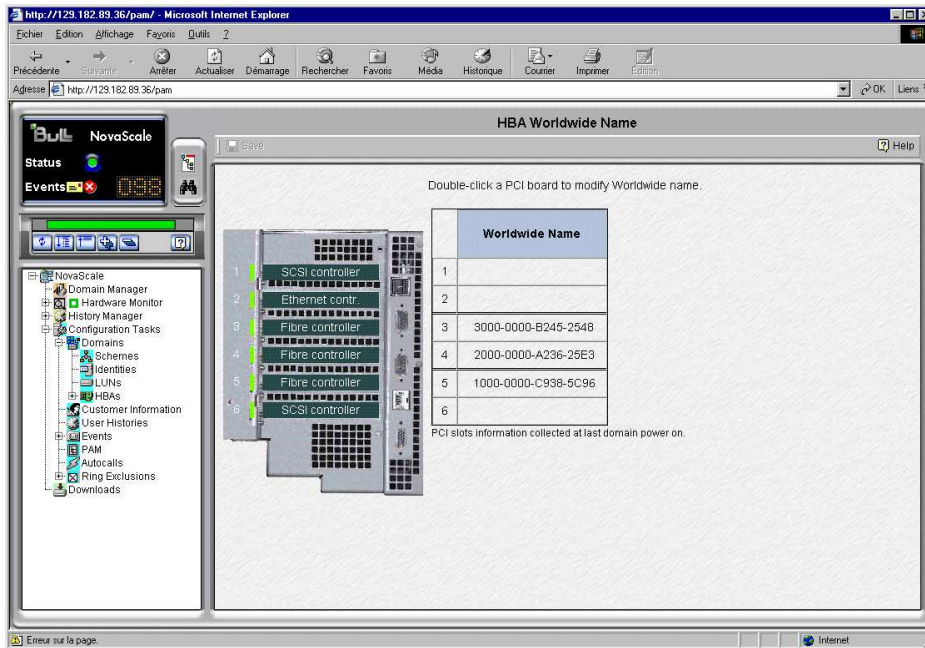 http://129.182.89.36/pam/ - Microsoft Internet Explorer
Fichier Edition Affichage Favoris Outils ?
Précédente Suivante Arrêter Actualiser Démarrage Rechercher Favoris Média Historique Courrier Imprimer Edition
Adresse http://129.182.89.36/pam OK Liens
Bull NovaScale
Status
Events
HBA Worldwide Name
Save Help
Double-click a PCI board to modify Worldwide name.
NovaScale
Domain Manager
Hardware Monitor
History Manager
Configuration Tasks
Domains
Schemes
Identities
LUNs
HBAs
Customer Information
User Histories
Events
PAM
Autocalls
Ring Exclusions
Downloads
Worldwide Name
1 SCSI controller 1
2 Ethernet contr. 2
3 Fibre controller 3 3000-0000-B245-2548
4 Fibre controller 4 2000-0000-A236-25E3
5 Fibre controller 5 1000-0000-C938-5C96
6 SCSI controller 6
PCI slots information collected at last domain power on.
Erreur sur la page. Internet